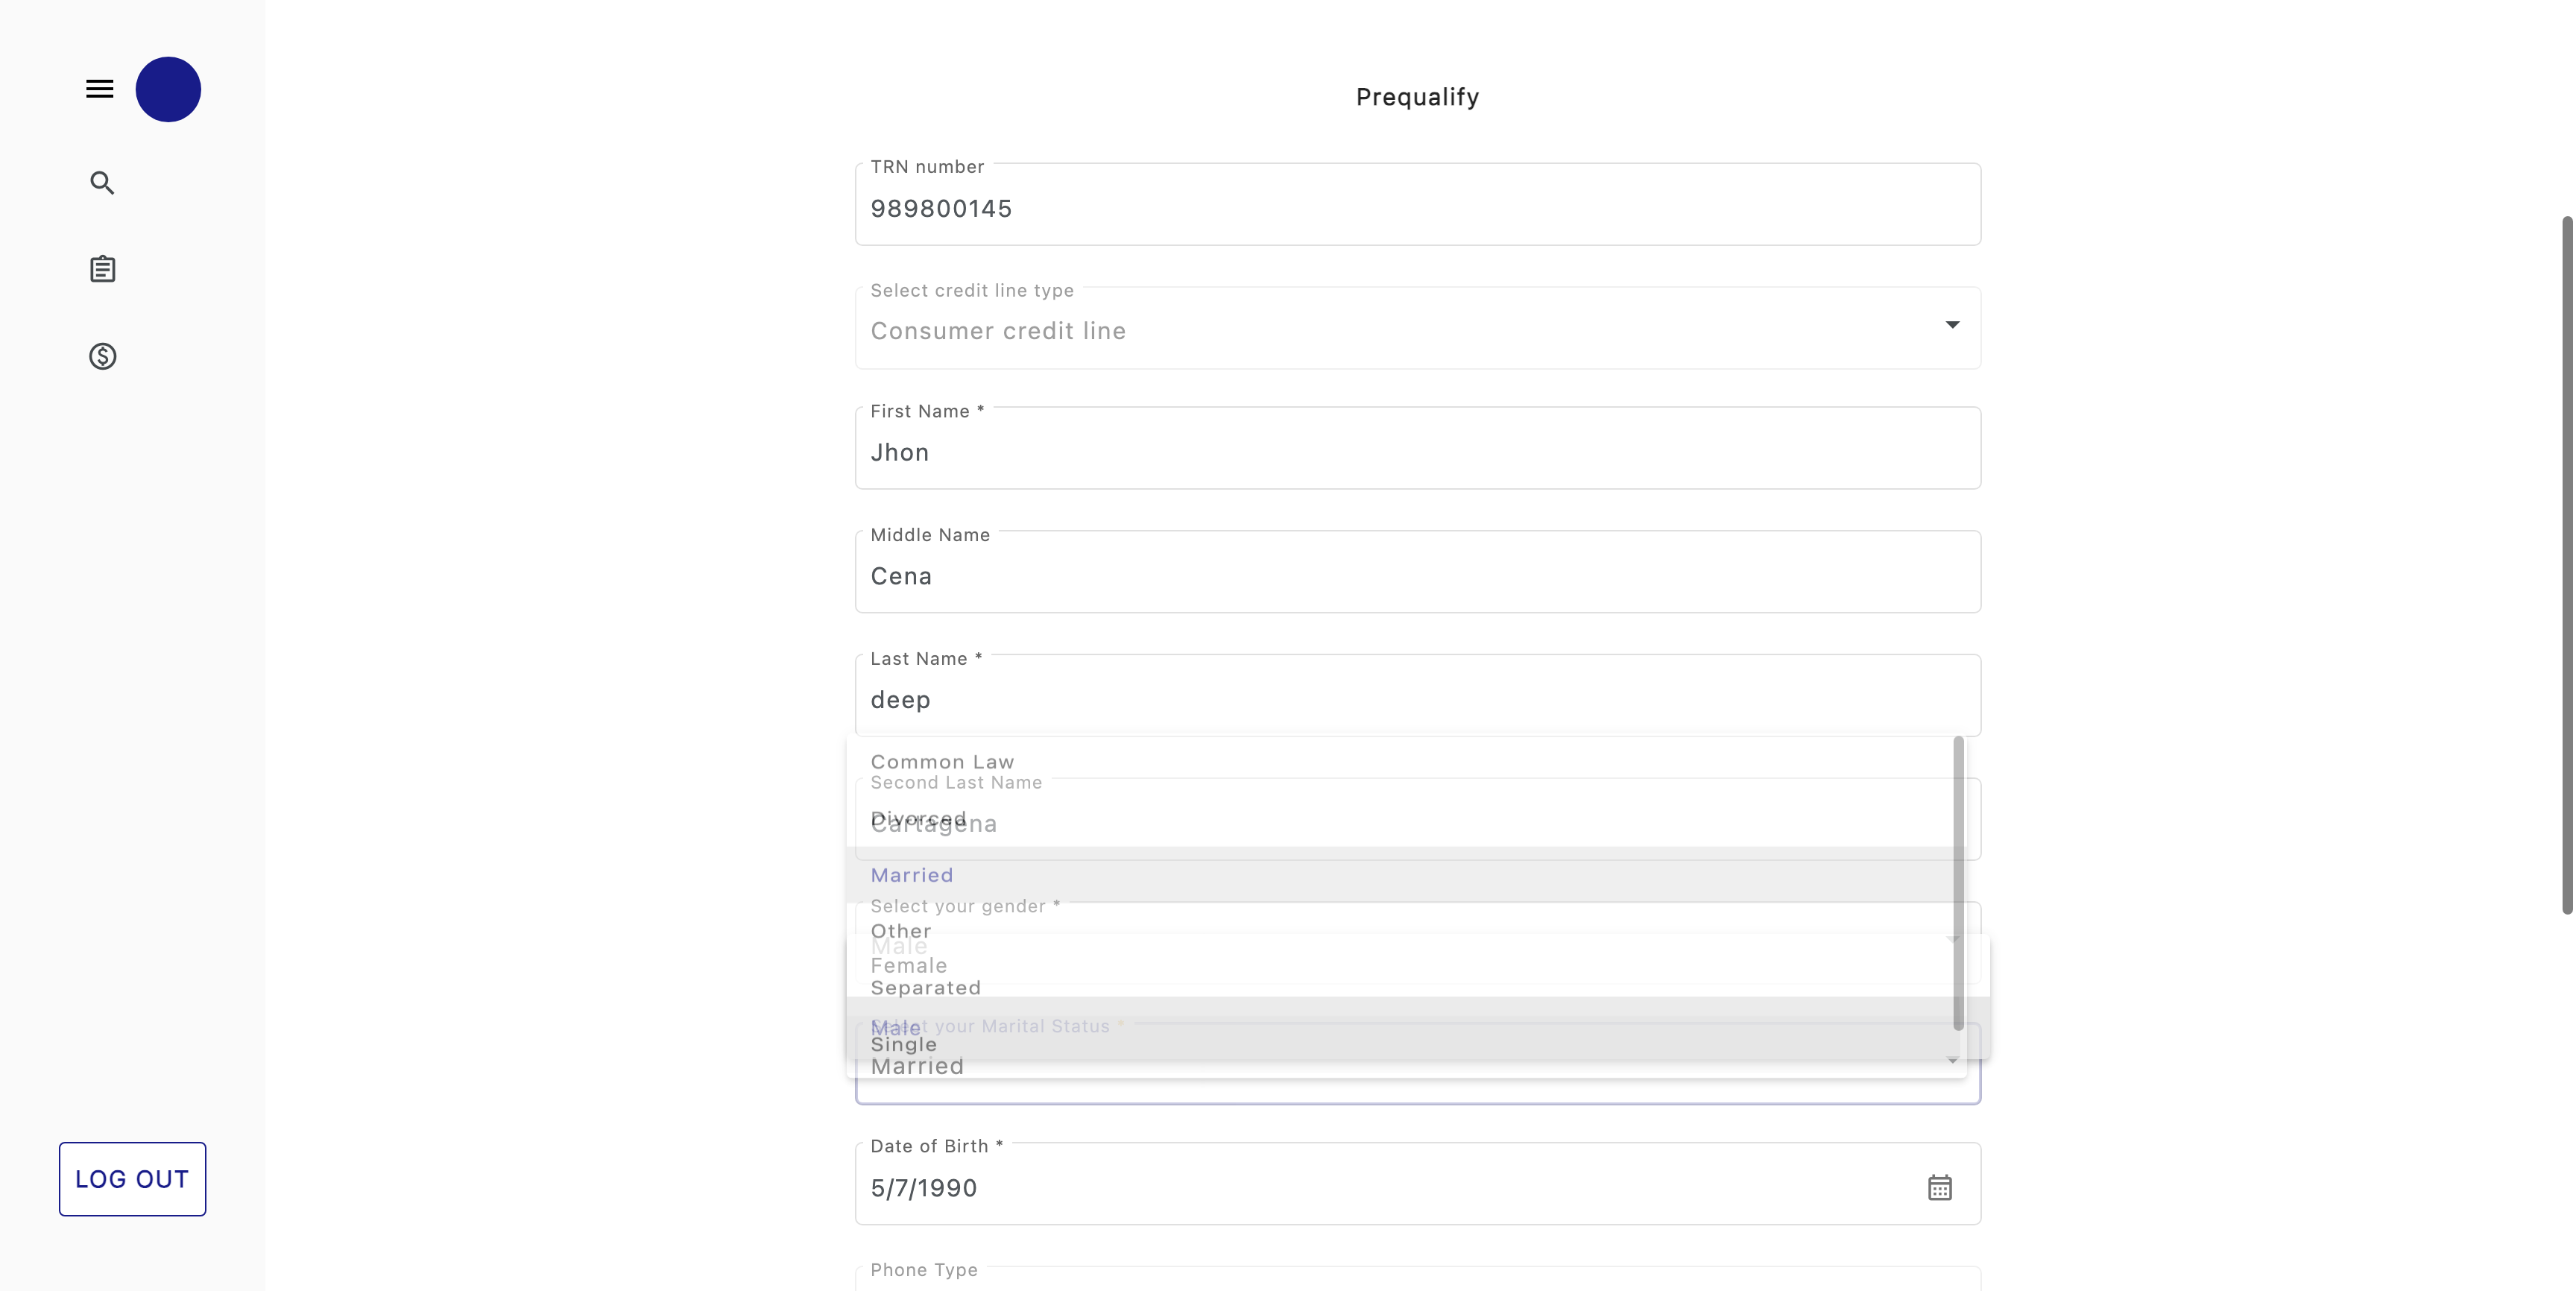 Prequalify
TRN number
989800145
Select credit line type
Consumer credit line
First Name *
Jhon
Middle Name
Cena
Last Name *
deep
Common Law
Second Last Name
Divorced
Cartagena
Married
Select your gender *
Other
Male
Female
Separated
Male
Select your Marital Status *
Single
Married
Date of Birth *
5/7/1990
Phone Type
LOG OUT